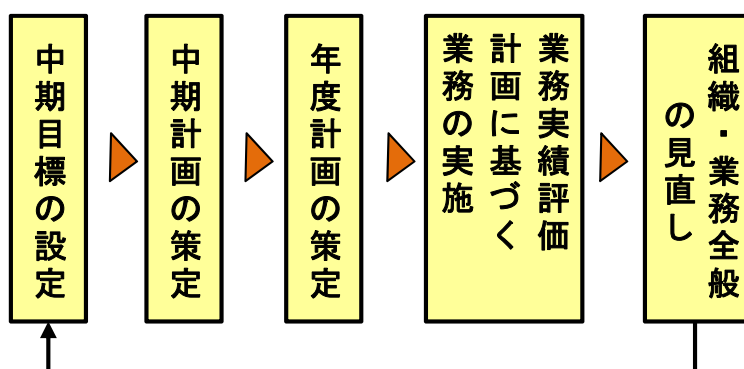 中期目標の設定
中期計画の策定
年度計画の策定
業務実績評価
計画に基づく
業務の実施
組織・業務全般
の見直し